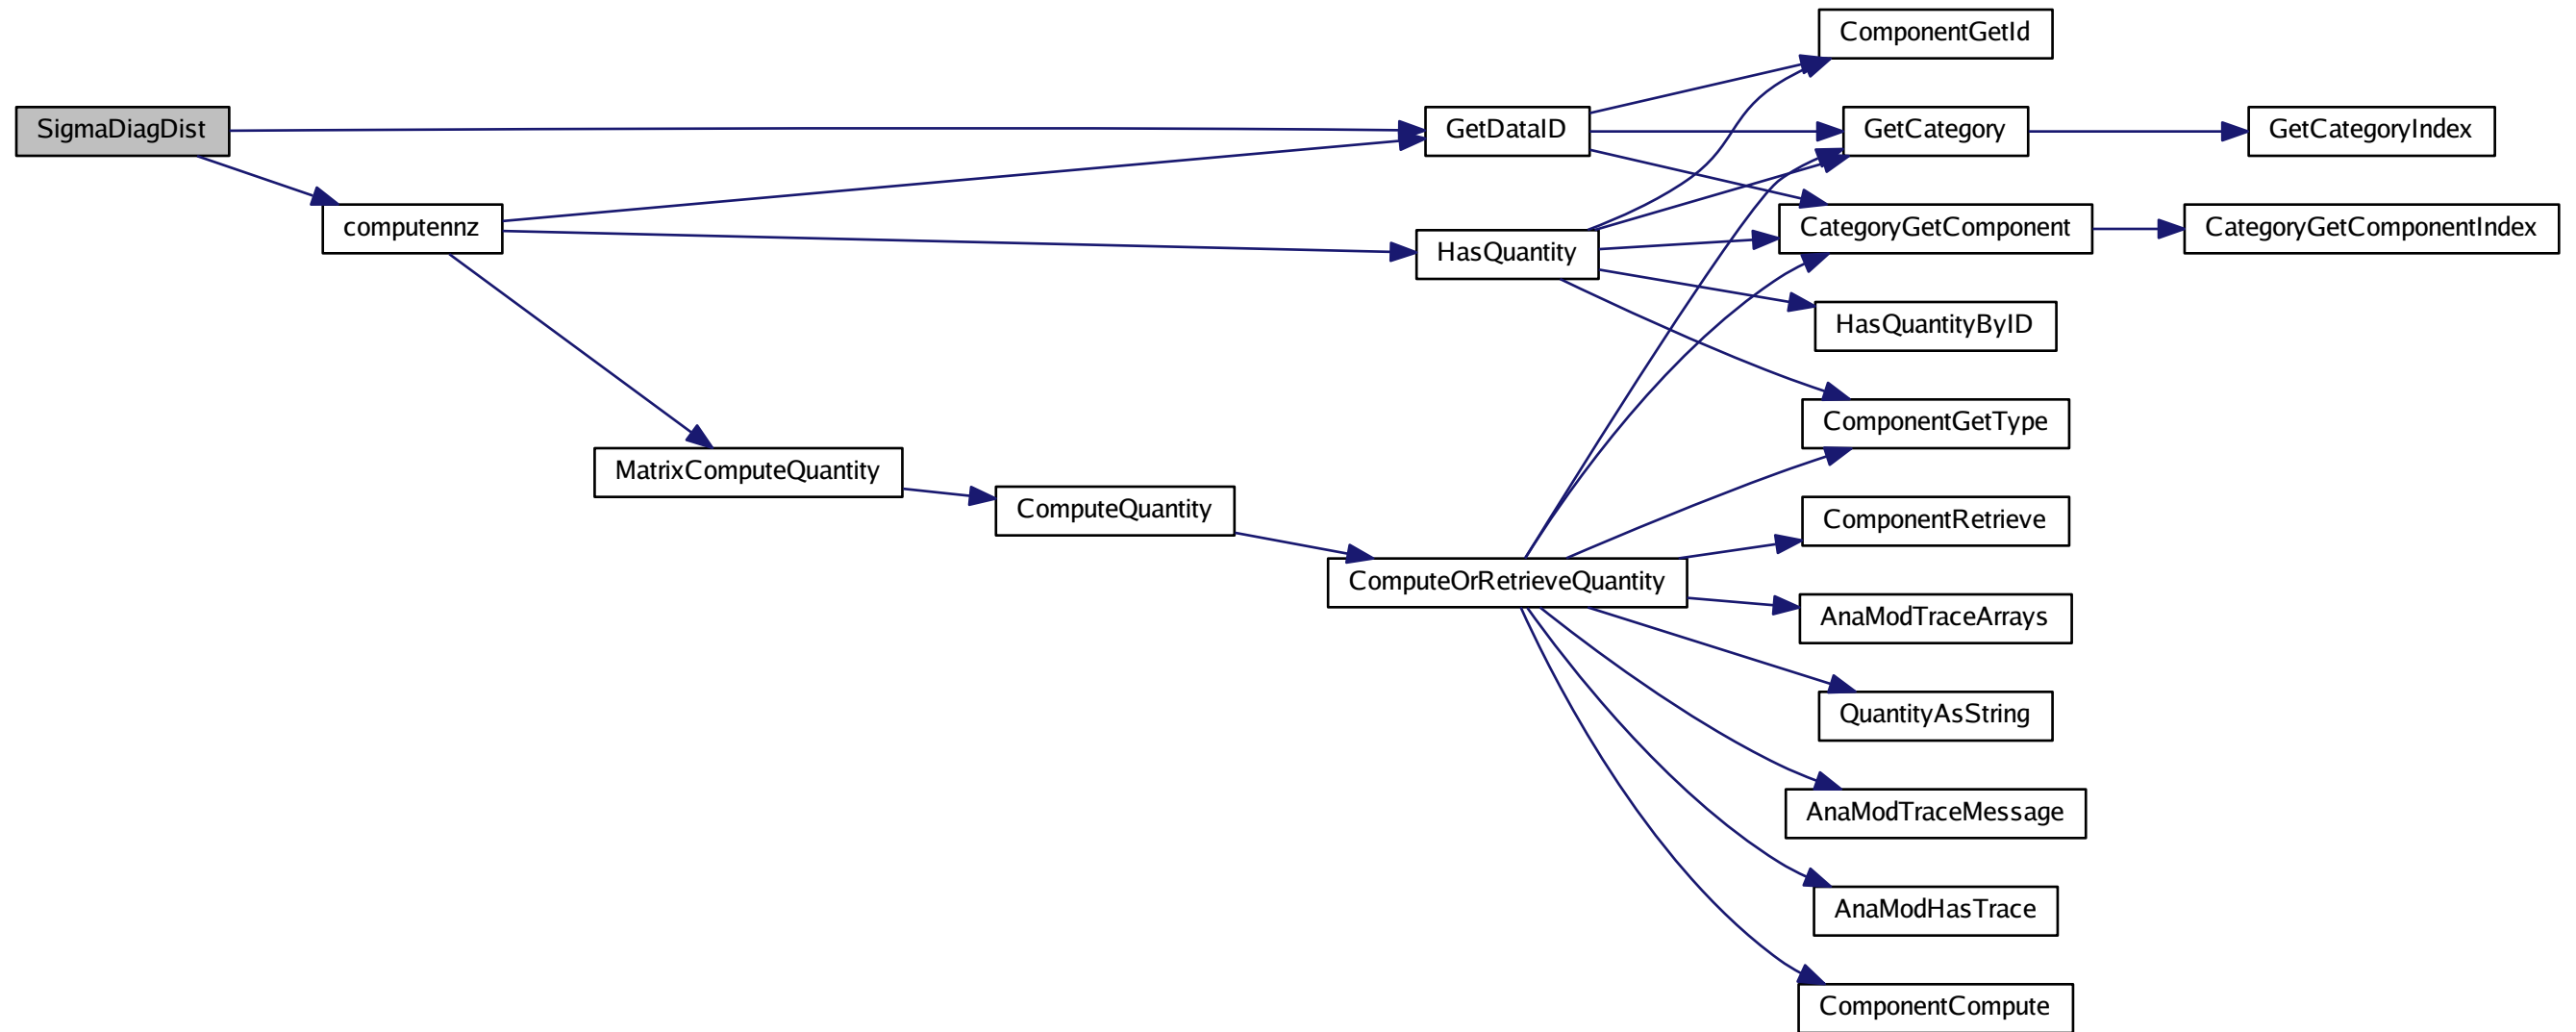 ComponentGetId
SigmaDiagDist
GetDataID
GetCategory
GetCategoryIndex
computennz
HasQuantity
CategoryGetComponent
CategoryGetComponentIndex
HasQuantityByID
ComponentGetType
MatrixComputeQuantity
ComputeQuantity
ComponentRetrieve
ComputeOrRetrieveQuantity
AnaModTraceArrays
QuantityAsString
AnaModTraceMessage
AnaModHasTrace
ComponentCompute